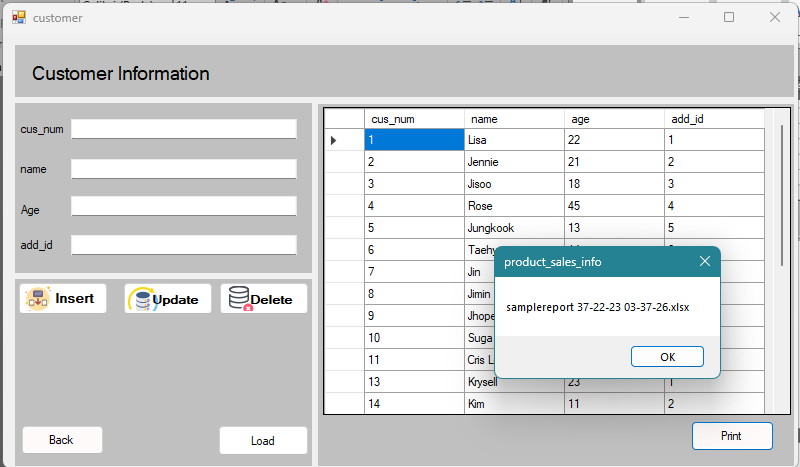 customer
Customer Information
cus_num
name
Age
add_id
Insert
Update
Delete
Back
Load
cus_num name age add_id
1 Lisa 22 1
2 Jennie 21 2
3 Jisoo 18 3
4 Rose 45 4
5 Jungkook 13 5
6 Taehy
7 Jin
8 Jimin
9 Jhope
10 Suga
11 Cris L
13 Krysell 23
14 Kim 11 2
product_sales_info
samplereport 37-22-23 03-37-26.xlsx
OK
Print